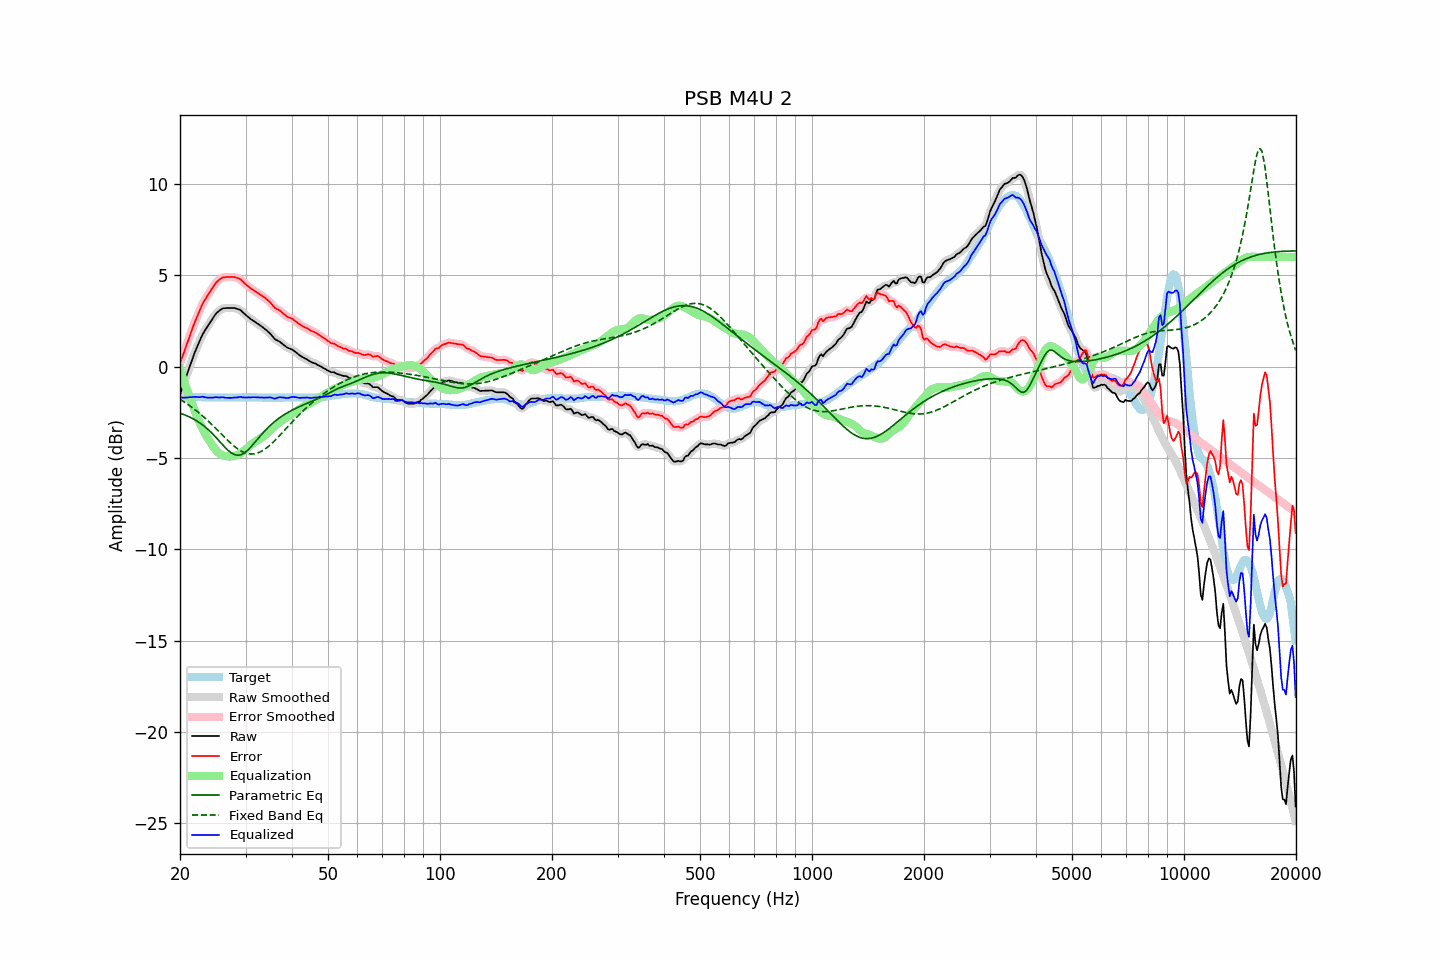 PSB M4U 2
Amplitude (dBr)
10
5
0
−5
−10
−15
−20
−25
Target
Raw Smoothed
Error Smoothed
Raw
Error
Equalization
Parametric Eq
Fixed Band Eq
Equalized
20 50 100 200 500 1000 2000 5000 10000 20000
Frequency (Hz)